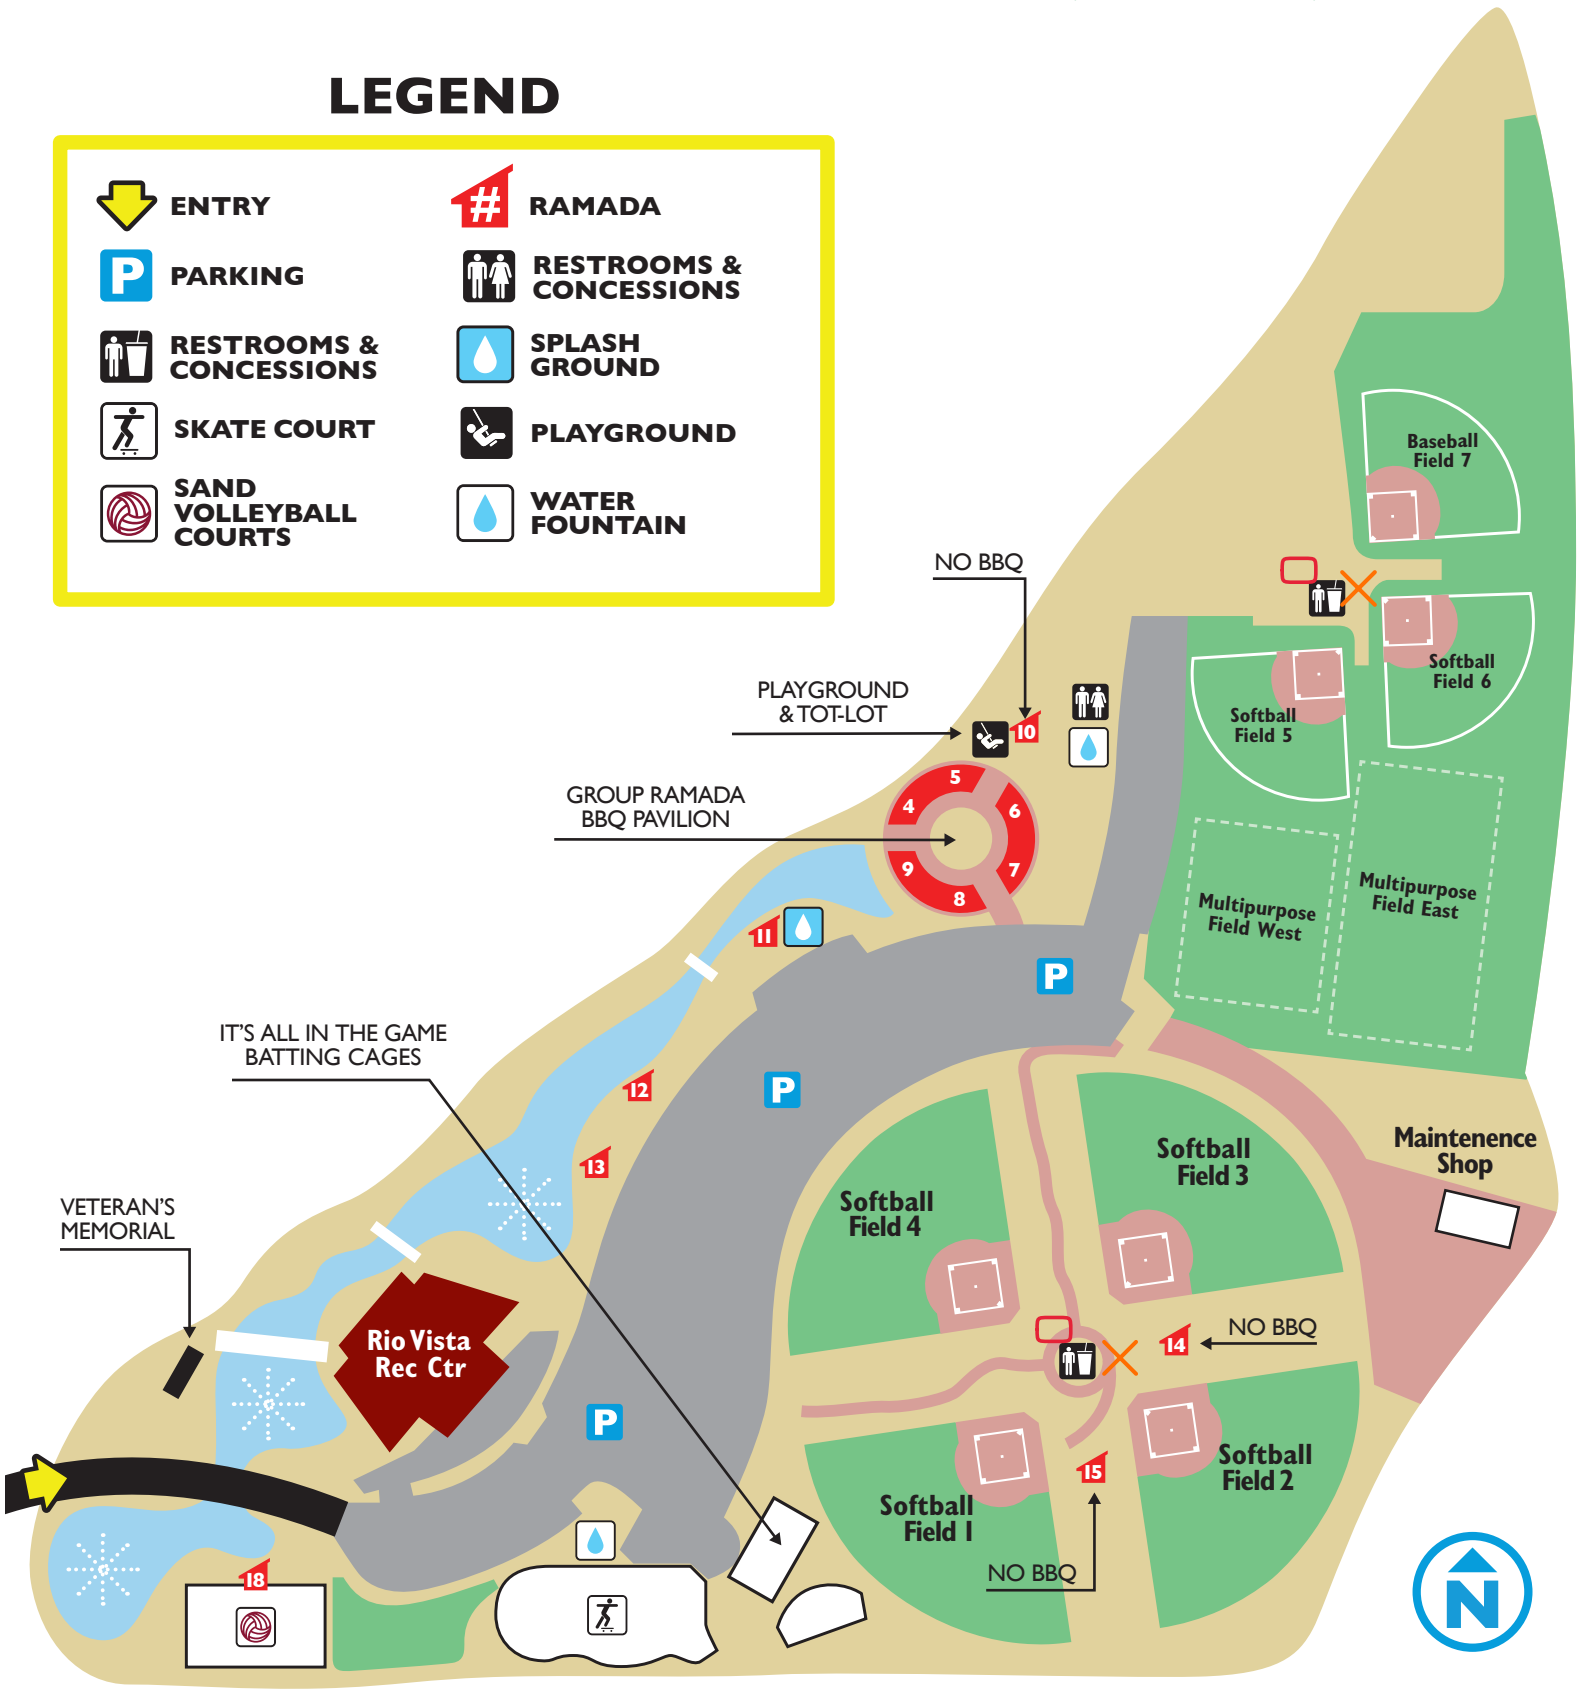 LEGEND
ENTRY
# RAMADA
P PARKING
RESTROOMS &
CONCESSIONS
RESTROOMS &
CONCESSIONS
SPLASH
GROUND
SKATE COURT
PLAYGROUND
SAND
VOLLEYBALL
COURTS
WATER
FOUNTAIN
Baseball
Field 7
NO BBQ
Softball
Field 6
PLAYGROUND
& TOT-LOT
10
Softball
Field 5
GROUP RAMADA
BBQ PAVILION
5
4
6
9
7
8
Multipurpose
Field East
Multipurpose
Field West
11
P
IT'S ALL IN THE GAME
BATTING CAGES
12
P
13
Maintenence
Shop
Softball
Field 3
Softball
Field 4
VETERAN'S
MEMORIAL
Rio Vista
Rec Ctr
14
NO BBQ
P
15
Softball
Field 2
Softball
Field 1
NO BBQ
18
N